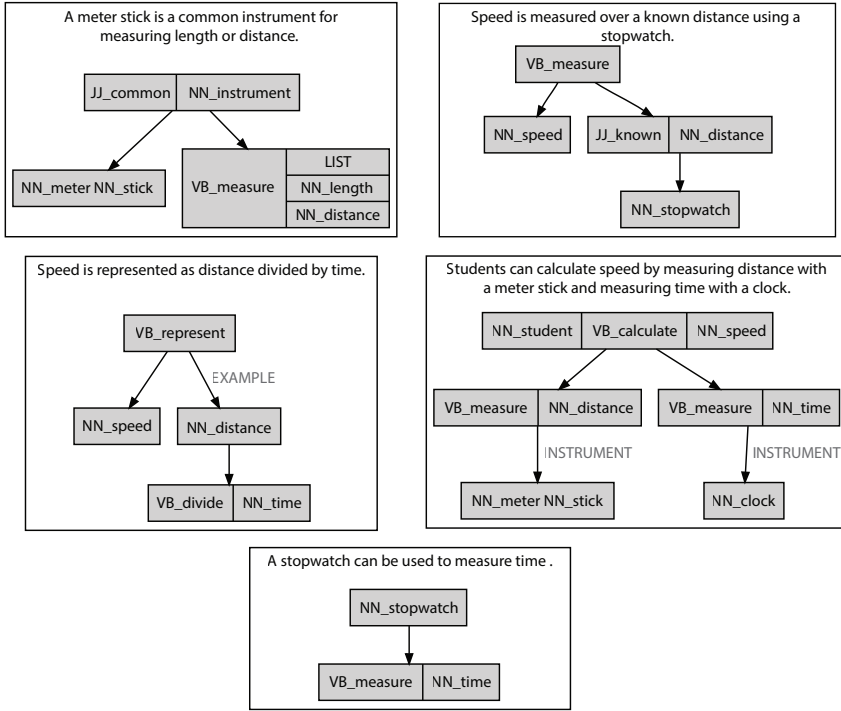 A meter stick is a common instrument for
measuring length or distance.
JJ_common NN_instrument
NN_meter NN_stick
VB_measure
LIST
NN_length
NN_distance
Speed is measured over a known distance using a
stopwatch.
VB_measure
NN_speed
JJ_known NN_distance
NN_stopwatch
Speed is represented as distance divided by time.
VB_represent
EXAMPLE
NN_speed
NN_distance
VB_divide NN_time
Students can calculate speed by measuring distance with
a meter stick and measuring time with a clock.
NN_student VB_calculate NN_speed
VB_measure NN_distance
VB_measure NN_time
INSTRUMENT
INSTRUMENT
NN_meter NN_stick
NN_clock
A stopwatch can be used to measure time .
NN_stopwatch
VB_measure NN_time